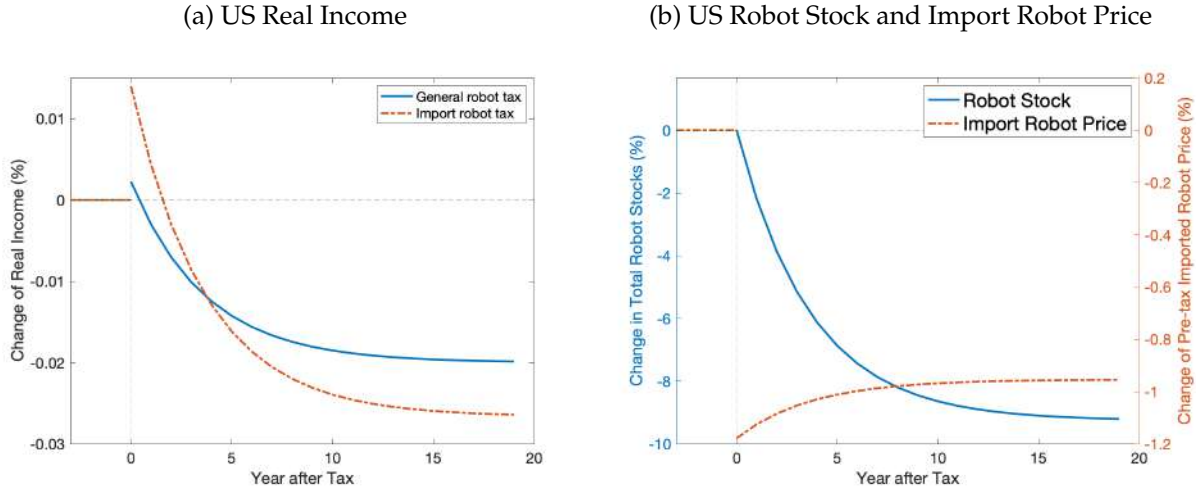 (a) US Real Income
(b) US Robot Stock and Import Robot Price
General robot tax
Import robot tax
0.01
0
-0.01
-0.02
-0.03
Change of Real Income (%)
0
5
10
15
20
Year after Tax
Robot Stock
Import Robot Price
0
-2
-4
-6
-8
-10
Change in Total Robot Stocks (%)
0.2
0
-0.2
-0.4
-0.6
-0.8
-1
-1.2
Change of Pre-tax Imported Robot Price (%)
0
5
10
15
20
Year after Tax